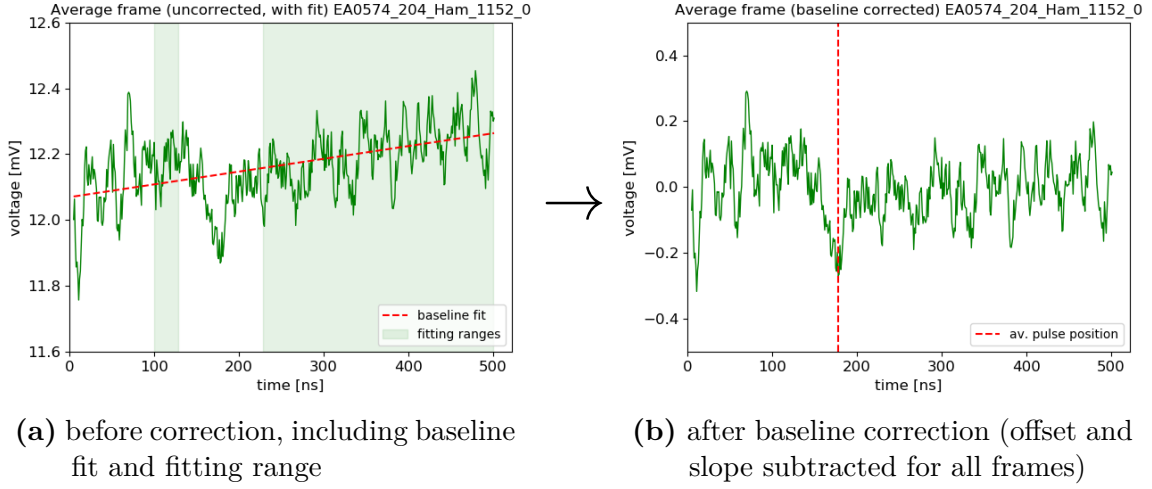 Average frame (uncorrected, with fit) EA0574_204_Ham_1152_0
12.6
12.4
12.2
12.0
11.8
11.6
voltage [mV]
baseline fit
fitting ranges
0
100
200
300
400
500
time [ns]
(a) before correction, including baseline
fit and fitting range
→
Average frame (baseline corrected) EA0574_204_Ham_1152_0
0.4
0.2
0.0
−0.2
−0.4
voltage [mV]
av. pulse position
0
100
200
300
400
500
time [ns]
(b) after baseline correction (offset and
slope subtracted for all frames)